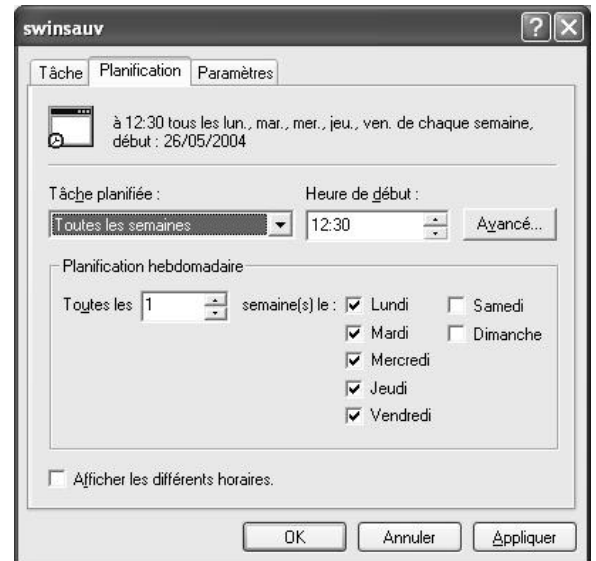 swinsauv
Tâche Planification Paramètres
à 12:30 tous les lun., mar., mer., jeu., ven. de chaque semaine,
début : 26/05/2004
Tâche planifiée : Heure de début :
Toutes les semaines 12:30 Avancé...
Planification hebdomadaire
Toutes les 1 semaine(s) le : Lundi Samedi
Mardi Dimanche
Mercredi
Jeudi
Vendredi
Afficher les différents horaires.
OK Annuler Appliquer